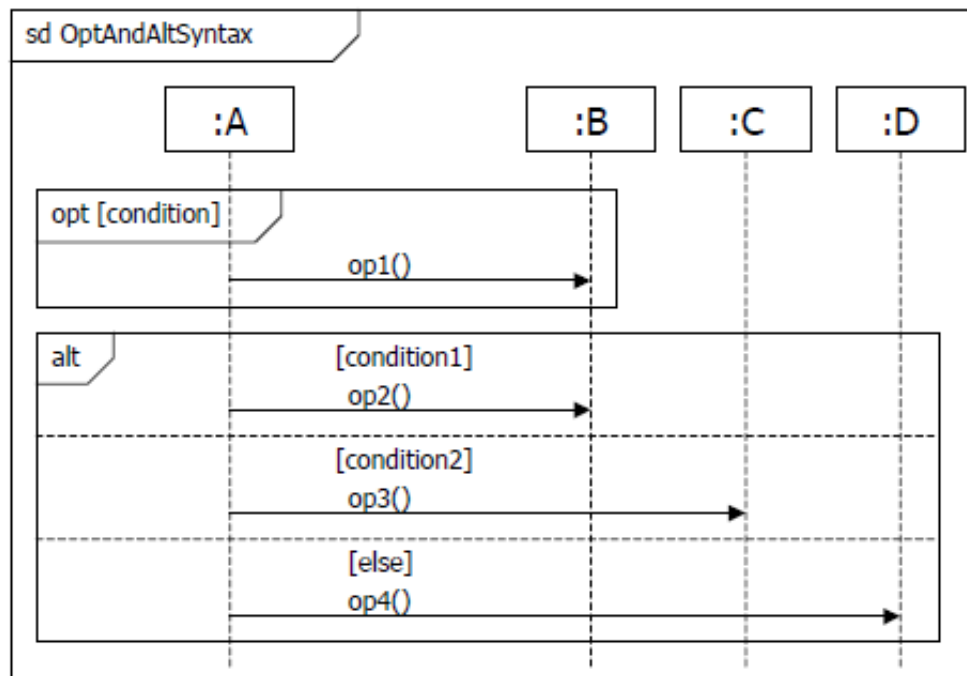 sd OptAndAltSyntax
:A :B :C :D
opt [condition]
op1()
alt
[condition1]
op2()
[condition2]
op3()
[else]
op4()